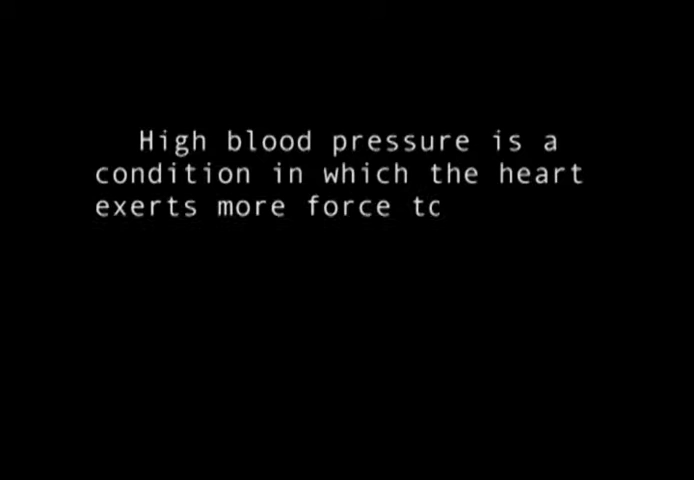 High blood pressure is a
condition in which the heart
exerts more force tc